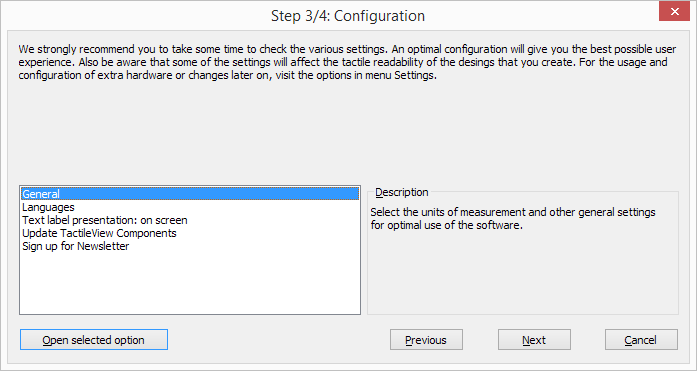 Step 3/4: Configuration
We strongly recommend you to take some time to check the various settings. An optimal configuration will give you the best possible user
experience. Also be aware that some of the settings will affect the tactile readability of the desings that you create. For the usage and
configuration of extra hardware or changes later on, visit the options in menu Settings.
General
Languages
Text label presentation: on screen
Update TactileView Components
Sign up for Newsletter
Description
Select the units of measurement and other general settings
for optimal use of the software.
Open selected option
Previous
Next
Cancel